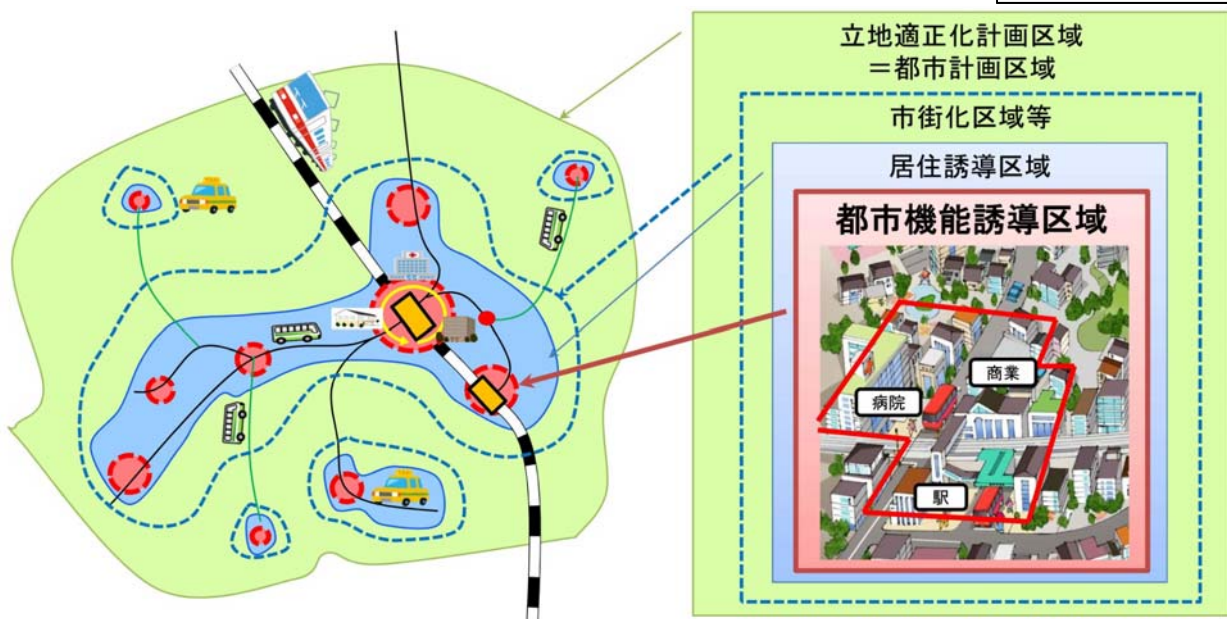 立地適正化計画区域
＝都市計画区域
市街化区域等
居住誘導区域
都市機能誘導区域
商業
病院
駅